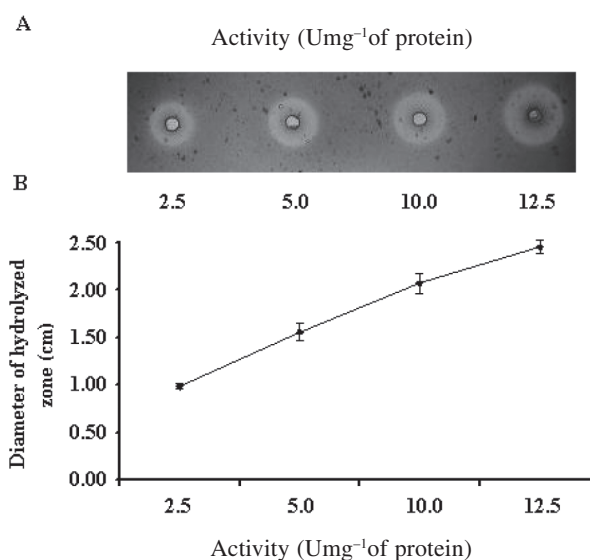 A
Activity (Umg⁻¹of protein)
2.5 5.0 10.0 12.5
B
Diameter of hydrolyzed
zone (cm)
2.50
2.00
1.50
1.00
0.50
0.00
2.5 5.0 10.0 12.5
Activity (Umg⁻¹of protein)